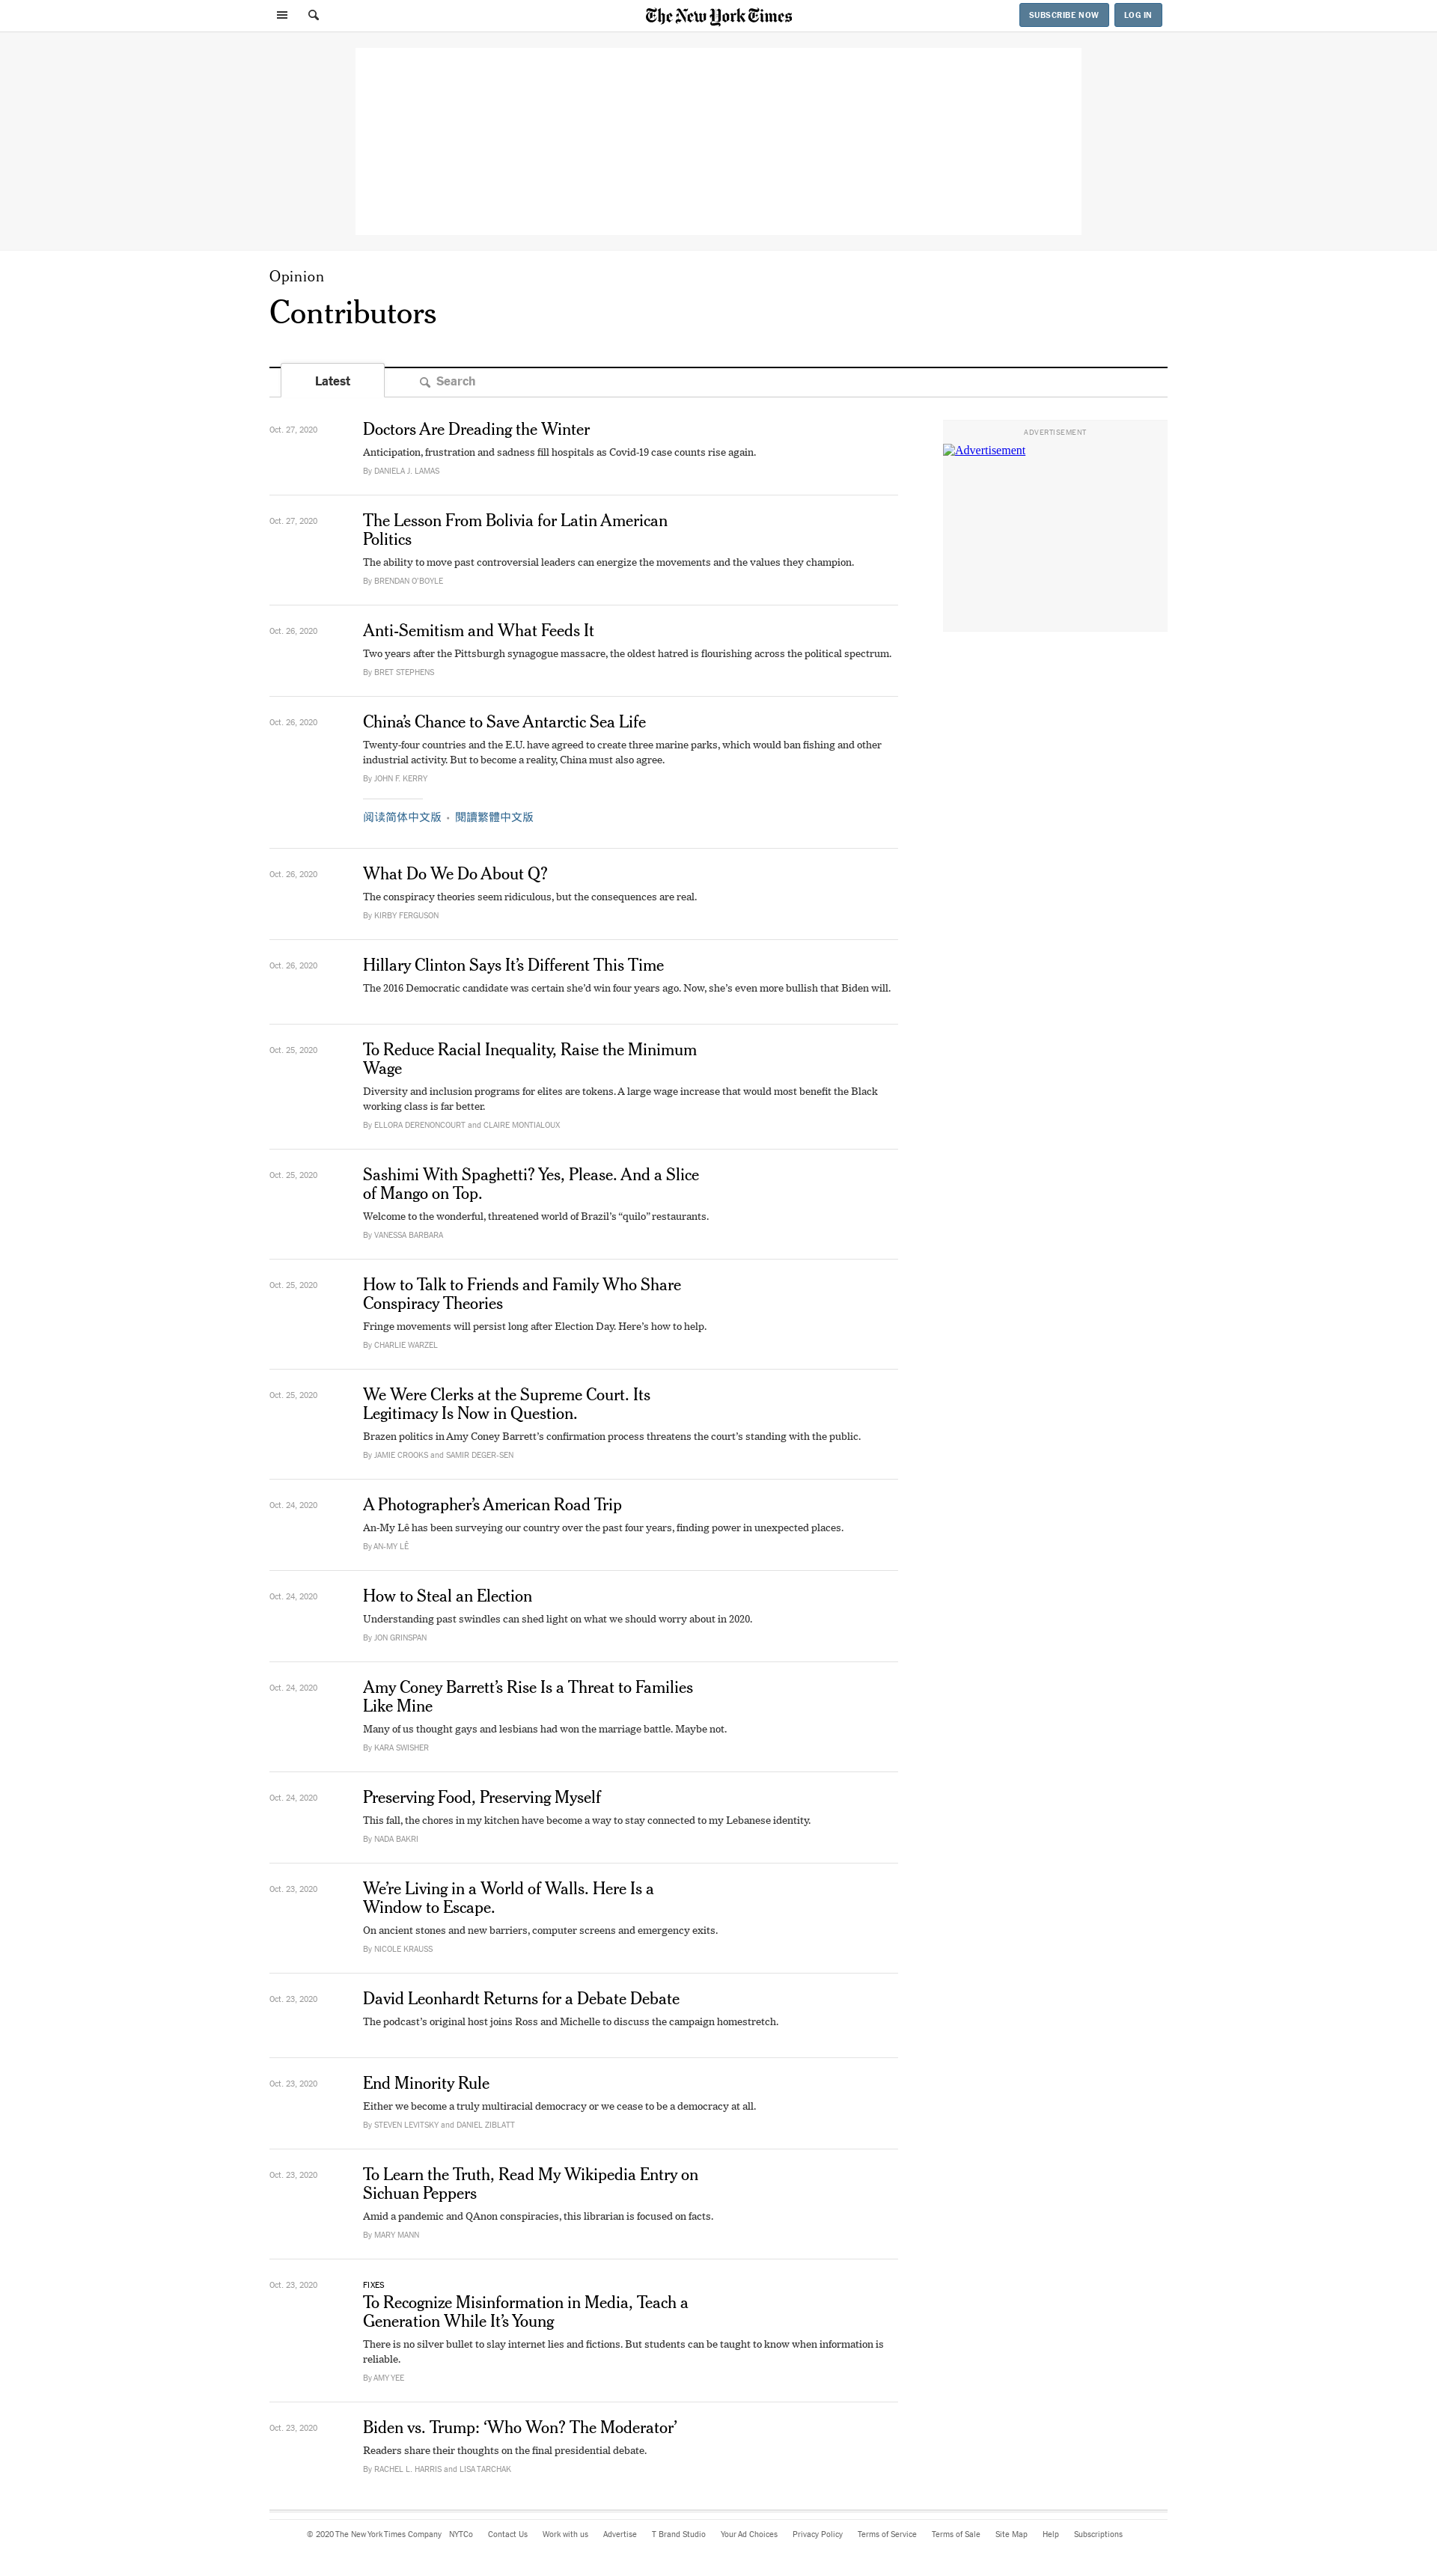 The New York Times
SUBSCRIBE NOW
LOG IN
Opinion
Contributors
Latest
Search
ADVERTISEMENT
Advertisement
Oct. 27, 2020
Doctors Are Dreading the Winter
Anticipation, frustration and sadness fill hospitals as Covid-19 case counts rise again.
By DANIELA J. LAMAS
Oct. 27, 2020
The Lesson From Bolivia for Latin American
Politics
The ability to move past controversial leaders can energize the movements and the values they champion.
By BRENDAN O'BOYLE
Oct. 26, 2020
Anti-Semitism and What Feeds It
Two years after the Pittsburgh synagogue massacre, the oldest hatred is flourishing across the political spectrum.
By BRET STEPHENS
Oct. 26, 2020
China’s Chance to Save Antarctic Sea Life
Twenty-four countries and the E.U. have agreed to create three marine parks, which would ban fishing and other
industrial activity. But to become a reality, China must also agree.
By JOHN F. KERRY
阅读简体中文版 • 閱讀繁體中文版
Oct. 26, 2020
What Do We Do About Q?
The conspiracy theories seem ridiculous, but the consequences are real.
By KIRBY FERGUSON
Oct. 26, 2020
Hillary Clinton Says It’s Different This Time
The 2016 Democratic candidate was certain she’d win four years ago. Now, she’s even more bullish that Biden will.
Oct. 25, 2020
To Reduce Racial Inequality, Raise the Minimum
Wage
Diversity and inclusion programs for elites are tokens. A large wage increase that would most benefit the Black
working class is far better.
By ELLORA DERENONCOURT and CLAIRE MONTIALOUX
Oct. 25, 2020
Sashimi With Spaghetti? Yes, Please. And a Slice
of Mango on Top.
Welcome to the wonderful, threatened world of Brazil’s “quilo” restaurants.
By VANESSA BARBARA
Oct. 25, 2020
How to Talk to Friends and Family Who Share
Conspiracy Theories
Fringe movements will persist long after Election Day. Here’s how to help.
By CHARLIE WARZEL
Oct. 25, 2020
We Were Clerks at the Supreme Court. Its
Legitimacy Is Now in Question.
Brazen politics in Amy Coney Barrett’s confirmation process threatens the court’s standing with the public.
By JAMIE CROOKS and SAMIR DEGER-SEN
Oct. 24, 2020
A Photographer’s American Road Trip
An-My Lê has been surveying our country over the past four years, finding power in unexpected places.
By AN-MY LÊ
Oct. 24, 2020
How to Steal an Election
Understanding past swindles can shed light on what we should worry about in 2020.
By JON GRINSPAN
Oct. 24, 2020
Amy Coney Barrett’s Rise Is a Threat to Families
Like Mine
Many of us thought gays and lesbians had won the marriage battle. Maybe not.
By KARA SWISHER
Oct. 24, 2020
Preserving Food, Preserving Myself
This fall, the chores in my kitchen have become a way to stay connected to my Lebanese identity.
By NADA BAKRI
Oct. 23, 2020
We’re Living in a World of Walls. Here Is a
Window to Escape.
On ancient stones and new barriers, computer screens and emergency exits.
By NICOLE KRAUSS
Oct. 23, 2020
David Leonhardt Returns for a Debate Debate
The podcast’s original host joins Ross and Michelle to discuss the campaign homestretch.
Oct. 23, 2020
End Minority Rule
Either we become a truly multiracial democracy or we cease to be a democracy at all.
By STEVEN LEVITSKY and DANIEL ZIBLATT
Oct. 23, 2020
To Learn the Truth, Read My Wikipedia Entry on
Sichuan Peppers
Amid a pandemic and QAnon conspiracies, this librarian is focused on facts.
By MARY MANN
Oct. 23, 2020
FIXES
To Recognize Misinformation in Media, Teach a
Generation While It’s Young
There is no silver bullet to slay internet lies and fictions. But students can be taught to know when information is
reliable.
By AMY YEE
Oct. 23, 2020
Biden vs. Trump: ‘Who Won? The Moderator’
Readers share their thoughts on the final presidential debate.
By RACHEL L. HARRIS and LISA TARCHAK
© 2020 The New York Times Company NYTCo Contact Us Work with us Advertise T Brand Studio Your Ad Choices Privacy Policy Terms of Service Terms of Sale Site Map Help Subscriptions